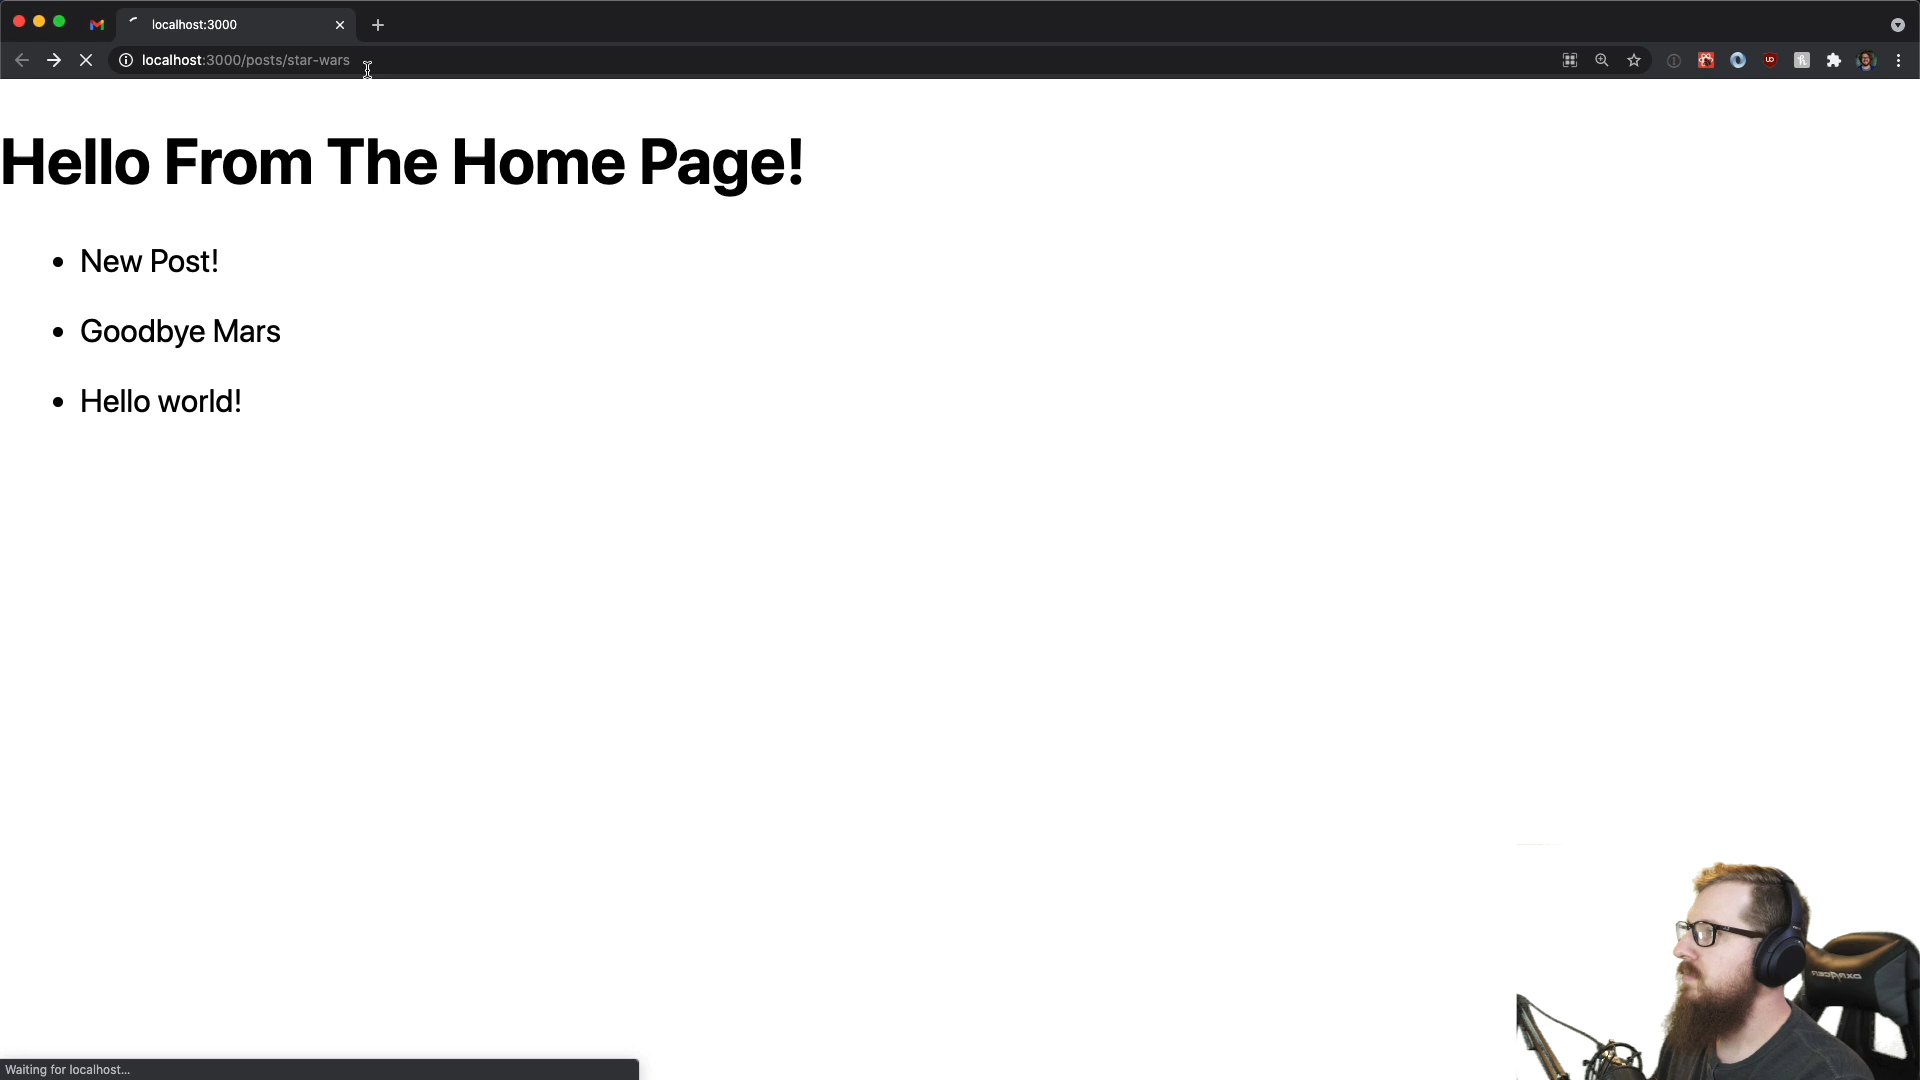 localhost:3000
localhost:3000/posts/star-wars
Hello From The Home Page!
New Post!
Goodbye Mars
Hello world!
Waiting for localhost...